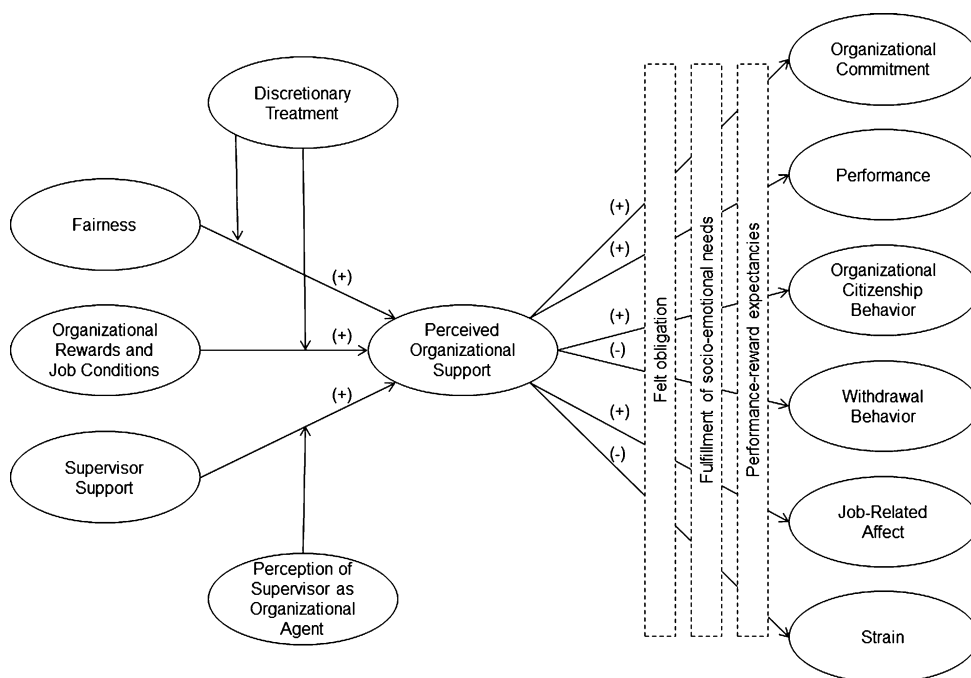 Discretionary
Treatment
Fairness
(+)
Organizational
Rewards and
Job Conditions
(+)
Supervisor
Support
(+)
Perception of
Supervisor as
Organizational
Agent
Perceived
Organizational
Support
(+)
(+)
(+)
(-)
(+)
(-)
Felt obligation
Fulfillment of socio-emotional needs
Performance-reward expectancies
Organizational
Commitment
Performance
Organizational
Citizenship
Behavior
Withdrawal
Behavior
Job-Related
Affect
Strain